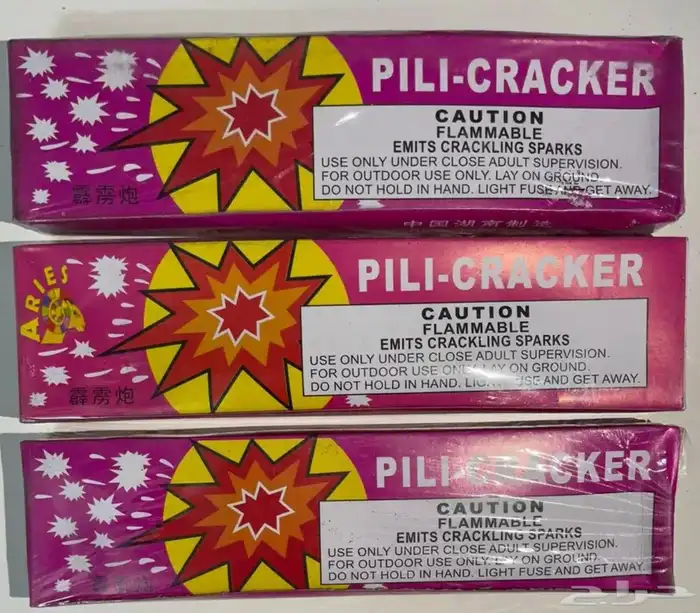 PILI-CRACKER
CAUTION
FLAMMABLE
EMITS CRACKLING SPARKS
USE ONLY UNDER CLOSE ADULT SUPERVISION.
FOR OUTDOOR USE ONLY. LAY ON GROUND.
DO NOT HOLD IN HAND. LIGHT FUSE AND GET AWAY.
霹雳炮
中国湖南制造
ARIES
PILI-CRACKER
CAUTION
FLAMMABLE
EMITS CRACKLING SPARKS
USE ONLY UNDER CLOSE ADULT SUPERVISION.
FOR OUTDOOR USE ONLY. LAY ON GROUND.
DO NOT HOLD IN HAND. LIGHT FUSE AND GET AWAY.
霹雳炮
PILI-CRACKER
CAUTION
FLAMMABLE
EMITS CRACKLING SPARKS
USE ONLY UNDER CLOSE ADULT SUPERVISION.
FOR OUTDOOR USE ONLY. LAY ON GROUND.
DO NOT HOLD IN HAND. LIGHT FUSE AND GET AWAY.
霹雳炮
حراج